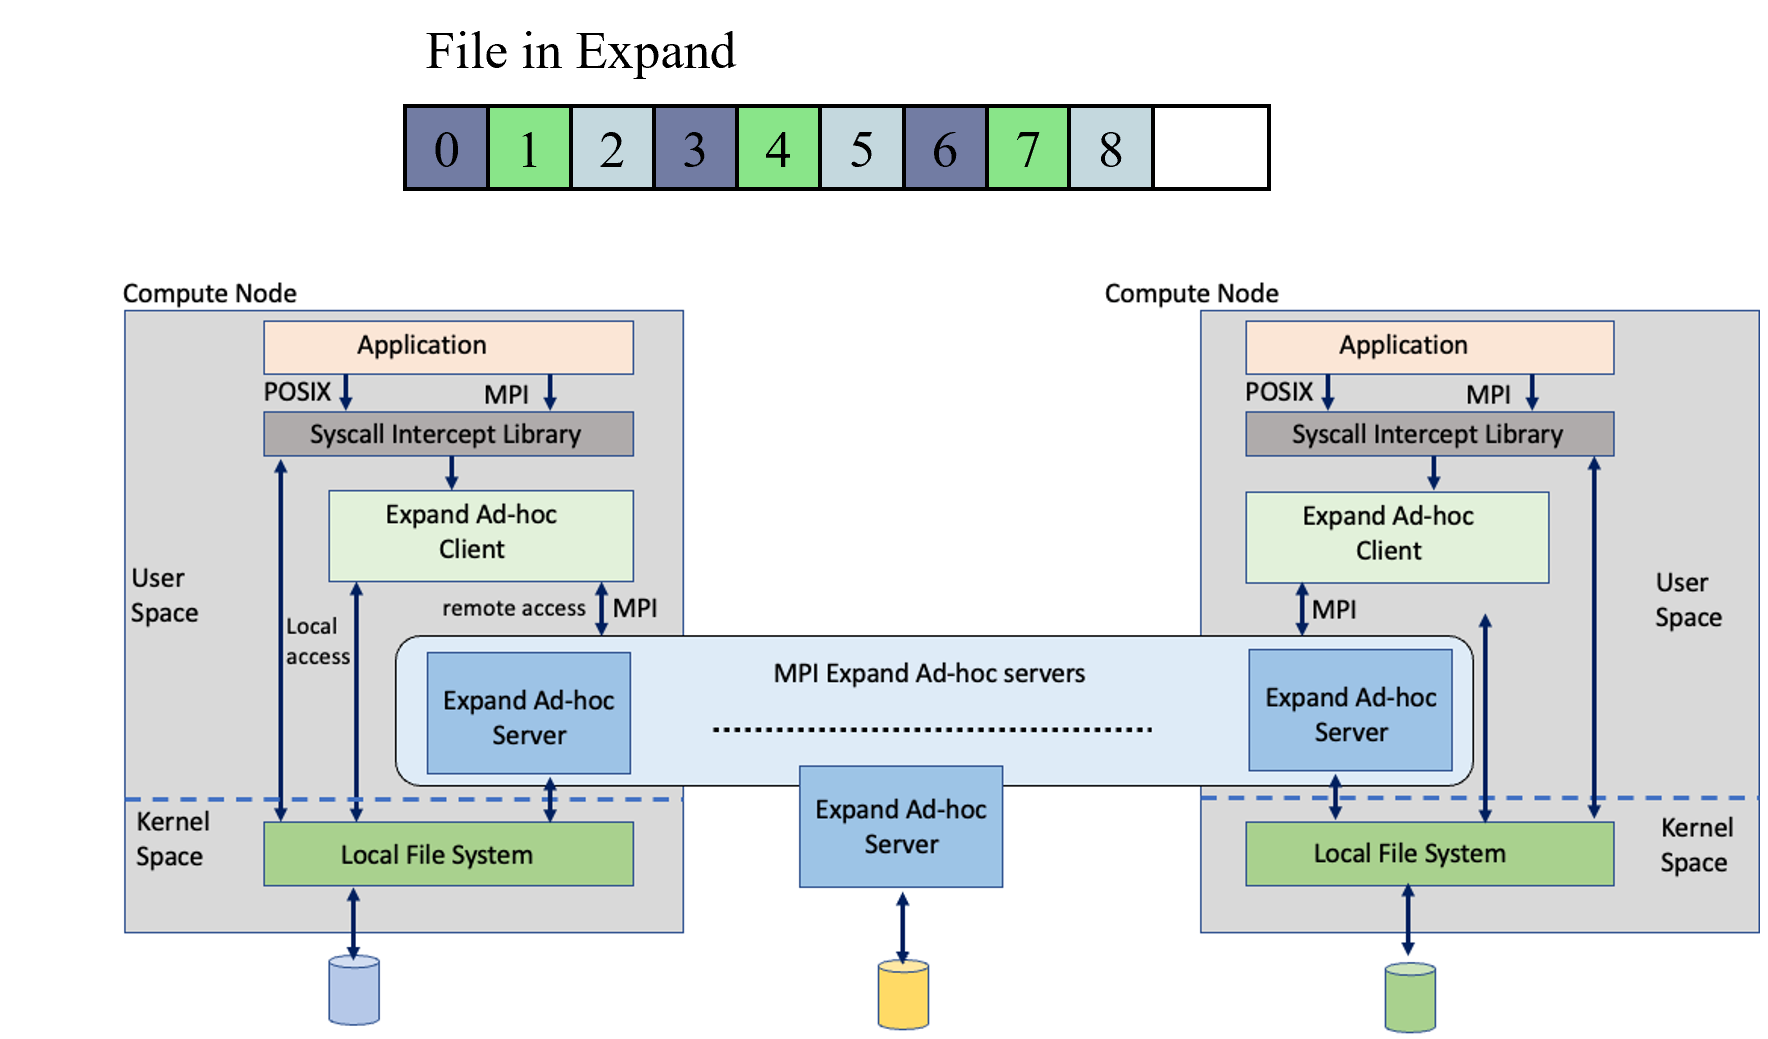 File in Expand
0 1 2 3 4 5 6 7 8
Compute Node
Application
POSIX
MPI
Syscall Intercept Library
Expand Ad-hoc
Client
User
Space
Local
access
remote access
MPI
Expand Ad-hoc
Server
Kernel
Space
Local File System
MPI Expand Ad-hoc servers
Expand Ad-hoc
Server
Compute Node
Application
POSIX
MPI
Syscall Intercept Library
Expand Ad-hoc
Client
User
Space
MPI
Expand Ad-hoc
Server
Kernel
Space
Local File System